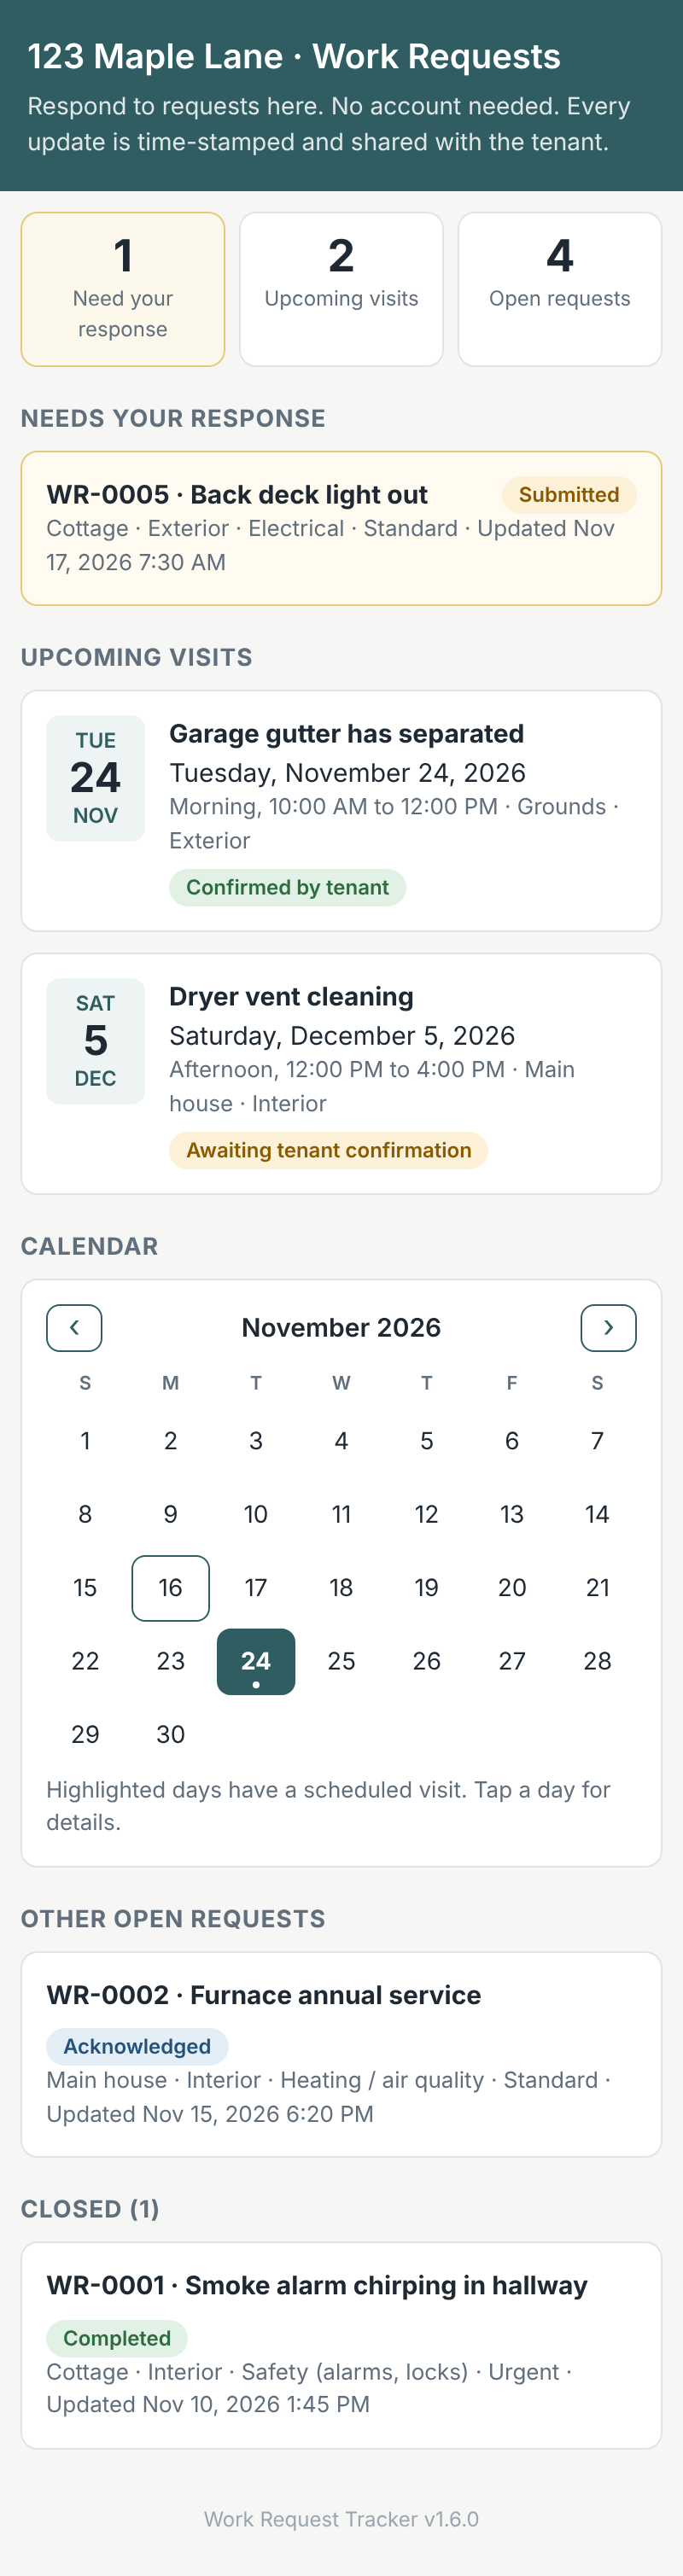 123 Maple Lane · Work Requests
Respond to requests here. No account needed. Every
update is time-stamped and shared with the tenant.
1
Need your
response
2
Upcoming visits
4
Open requests
NEEDS YOUR RESPONSE
WR-0005 · Back deck light out
Submitted
Cottage · Exterior · Electrical · Standard · Updated Nov
17, 2026 7:30 AM
UPCOMING VISITS
TUE
24
NOV
Garage gutter has separated
Tuesday, November 24, 2026
Morning, 10:00 AM to 12:00 PM · Grounds ·
Exterior
Confirmed by tenant
SAT
5
DEC
Dryer vent cleaning
Saturday, December 5, 2026
Afternoon, 12:00 PM to 4:00 PM · Main
house · Interior
Awaiting tenant confirmation
CALENDAR
‹ November 2026 ›
S M T W T F S
1 2 3 4 5 6 7
8 9 10 11 12 13 14
15 16 17 18 19 20 21
22 23 24 25 26 27 28
29 30
Highlighted days have a scheduled visit. Tap a day for
details.
OTHER OPEN REQUESTS
WR-0002 · Furnace annual service
Acknowledged
Main house · Interior · Heating / air quality · Standard ·
Updated Nov 15, 2026 6:20 PM
CLOSED (1)
WR-0001 · Smoke alarm chirping in hallway
Completed
Cottage · Interior · Safety (alarms, locks) · Urgent ·
Updated Nov 10, 2026 1:45 PM
Work Request Tracker v1.6.0